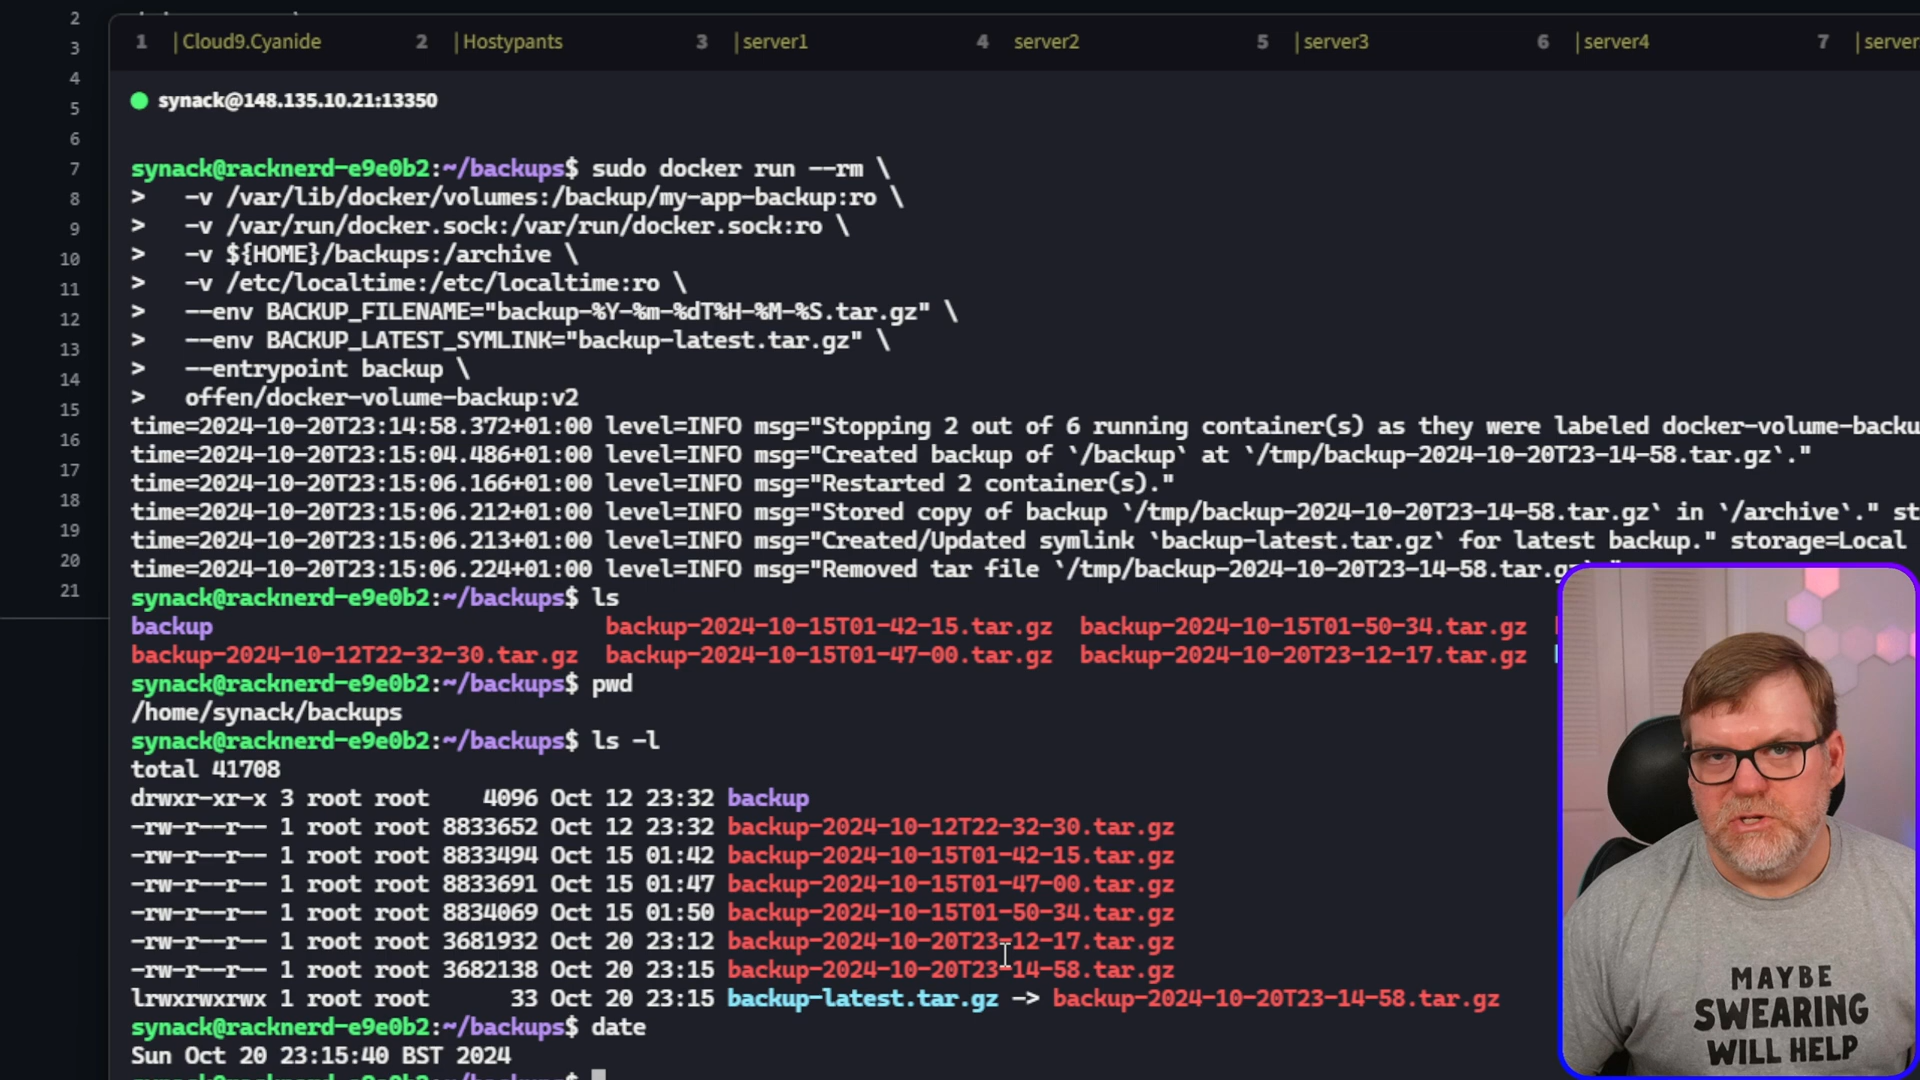 2
3
4
5
6
7
8
9
10
11
12
13
14
15
16
17
18
19
20
21
1 |Cloud9.Cyanide 2 |Hostypants 3 |server1 4 server2 5 |server3 6 |server4 7 |server
synack@148.135.10.21:13350
synack@racknerd-e9e0b2:~/backups$ sudo docker run --rm \
>   -v /var/lib/docker/volumes:/backup/my-app-backup:ro \
>   -v /var/run/docker.sock:/var/run/docker.sock:ro \
>   -v ${HOME}/backups:/archive \
>   -v /etc/localtime:/etc/localtime:ro \
>   --env BACKUP_FILENAME="backup-%Y-%m-%dT%H-%M-%S.tar.gz" \
>   --env BACKUP_LATEST_SYMLINK="backup-latest.tar.gz" \
>   --entrypoint backup \
>   offen/docker-volume-backup:v2
time=2024-10-20T23:14:58.372+01:00 level=INFO msg="Stopping 2 out of 6 running container(s) as they were labeled docker-volume-backu
time=2024-10-20T23:15:04.486+01:00 level=INFO msg="Created backup of `/backup` at `/tmp/backup-2024-10-20T23-14-58.tar.gz`."
time=2024-10-20T23:15:06.166+01:00 level=INFO msg="Restarted 2 container(s)."
time=2024-10-20T23:15:06.212+01:00 level=INFO msg="Stored copy of backup `/tmp/backup-2024-10-20T23-14-58.tar.gz` in `/archive`." st
time=2024-10-20T23:15:06.213+01:00 level=INFO msg="Created/Updated symlink `backup-latest.tar.gz` for latest backup." storage=Local
time=2024-10-20T23:15:06.224+01:00 level=INFO msg="Removed tar file `/tmp/backup-2024-10-20T23-14-58.tar.g
synack@racknerd-e9e0b2:~/backups$ ls
backup backup-2024-10-15T01-42-15.tar.gz backup-2024-10-15T01-50-34.tar.gz
backup-2024-10-12T22-32-30.tar.gz backup-2024-10-15T01-47-00.tar.gz backup-2024-10-20T23-12-17.tar.gz
synack@racknerd-e9e0b2:~/backups$ pwd
/home/synack/backups
synack@racknerd-e9e0b2:~/backups$ ls -l
total 41708
drwxr-xr-x 3 root root    4096 Oct 12 23:32 backup
-rw-r--r-- 1 root root 8833652 Oct 12 23:32 backup-2024-10-12T22-32-30.tar.gz
-rw-r--r-- 1 root root 8833494 Oct 15 01:42 backup-2024-10-15T01-42-15.tar.gz
-rw-r--r-- 1 root root 8833691 Oct 15 01:47 backup-2024-10-15T01-47-00.tar.gz
-rw-r--r-- 1 root root 8834069 Oct 15 01:50 backup-2024-10-15T01-50-34.tar.gz
-rw-r--r-- 1 root root 3681932 Oct 20 23:12 backup-2024-10-20T23-12-17.tar.gz
-rw-r--r-- 1 root root 3682138 Oct 20 23:15 backup-2024-10-20T23-14-58.tar.gz
lrwxrwxrwx 1 root root      33 Oct 20 23:15 backup-latest.tar.gz -> backup-2024-10-20T23-14-58.tar.gz
synack@racknerd-e9e0b2:~/backups$ date
Sun Oct 20 23:15:40 BST 2024
MAYBE
SWEARING
WILL HELP